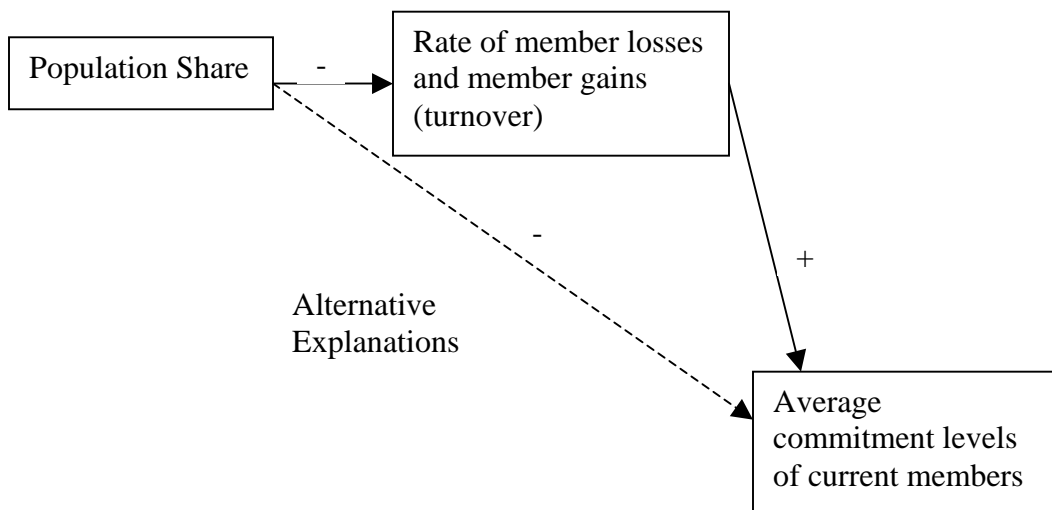 Population Share
-
Rate of member losses
and member gains
(turnover)
-
+
Alternative
Explanations
Average
commitment levels
of current members